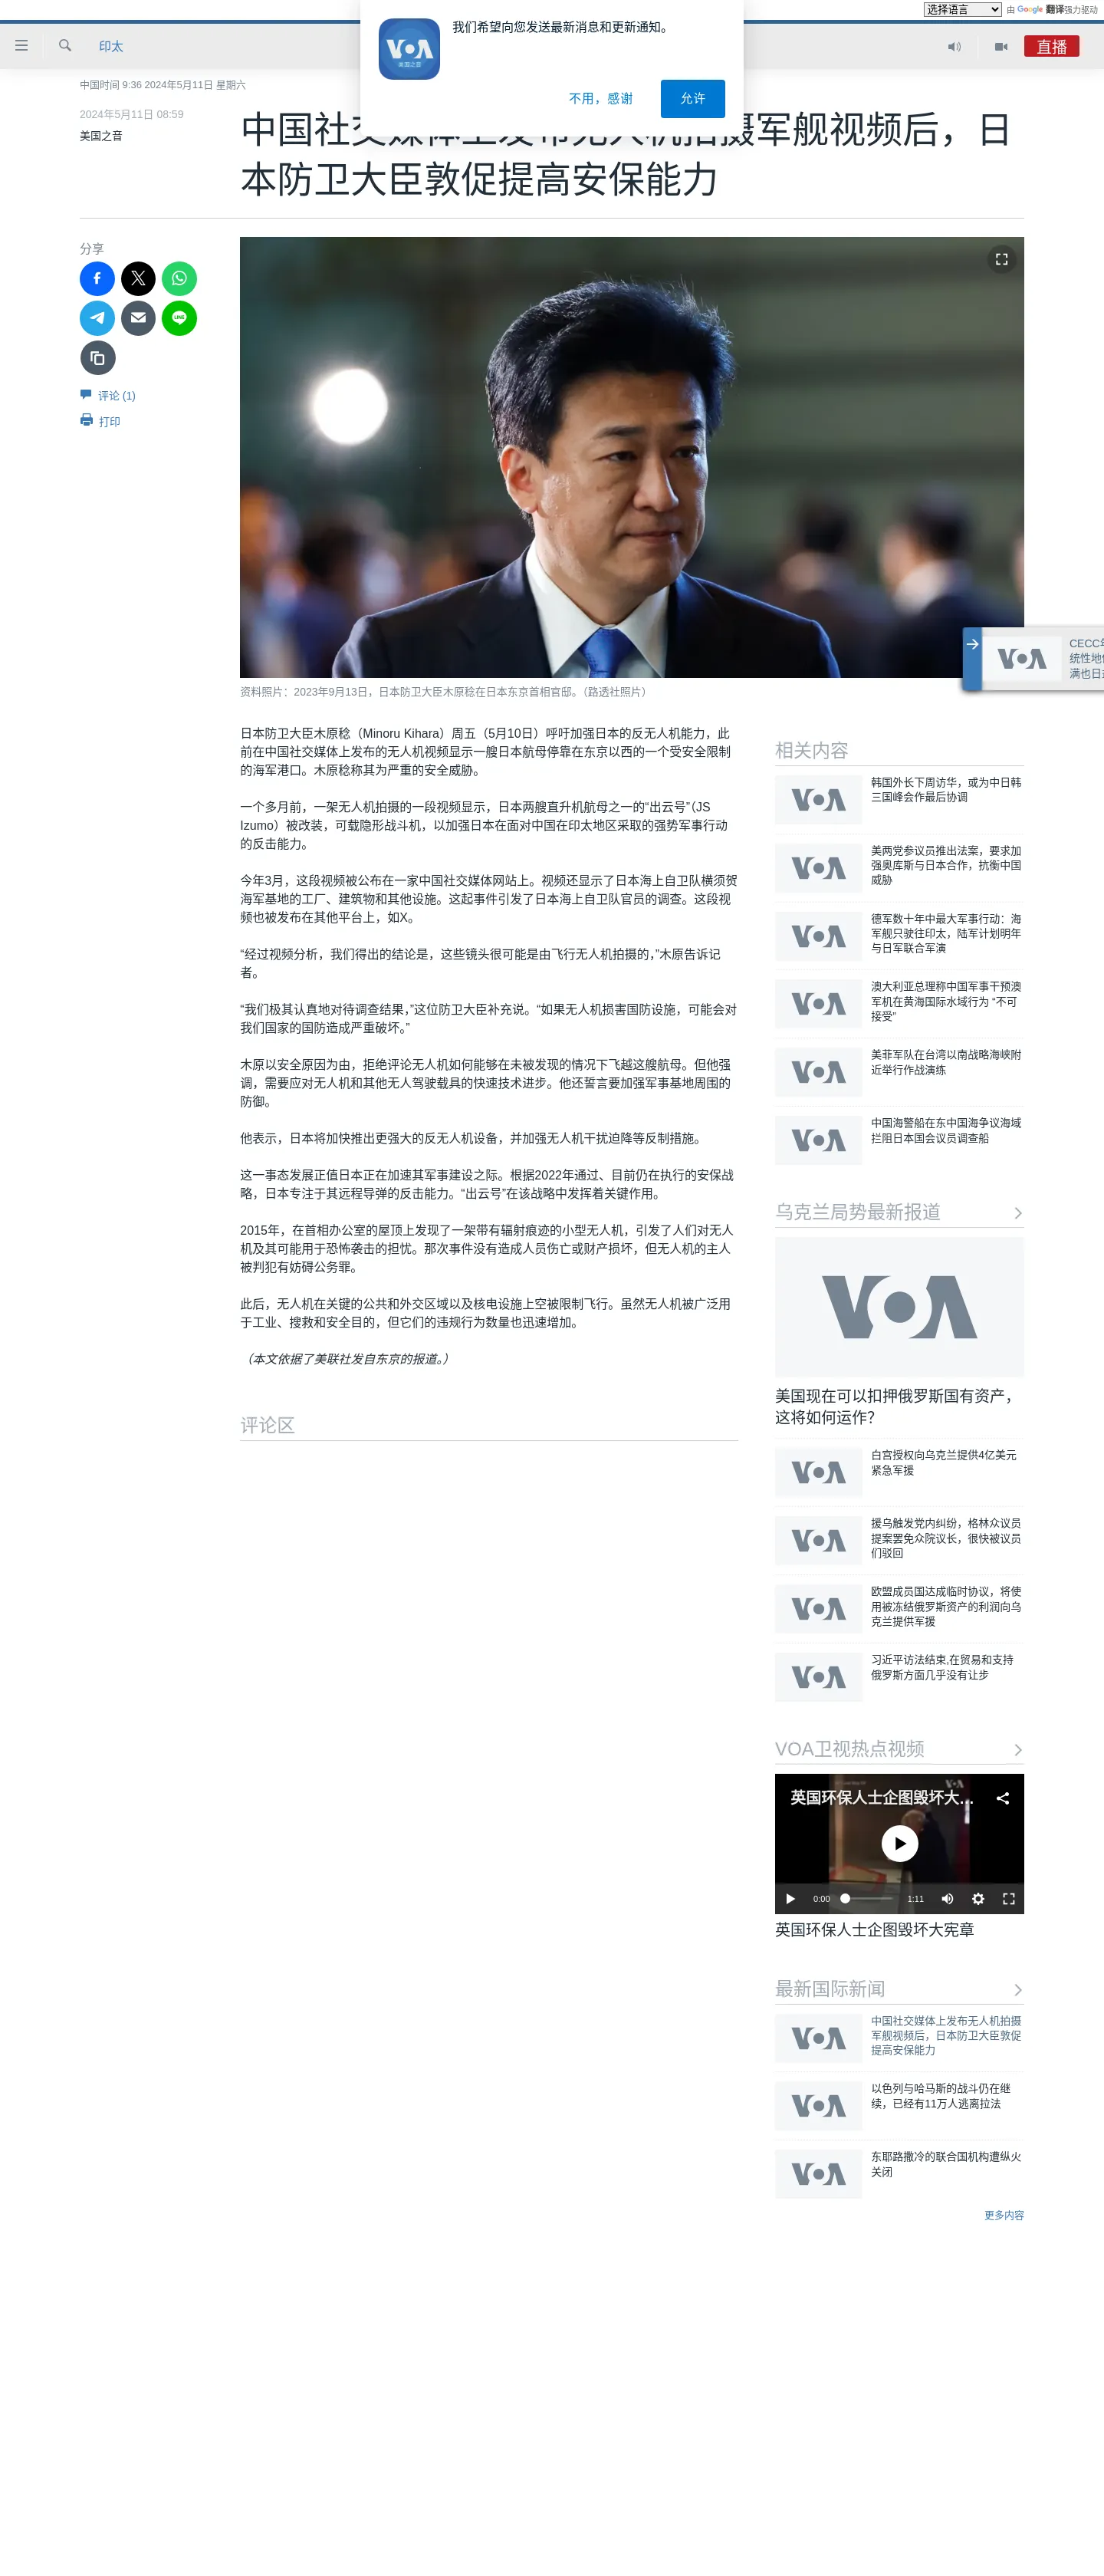 选择语言 由 Google 翻译强力驱动
我们希望向您发送最新消息和更新通知。
VOA
美国之音
不用，感谢
允许
印太
直播
中国时间 9:36 2024年5月11日 星期六
2024年5月11日 08:59
美国之音
中国社交媒体上发布无人机拍摄军舰视频后，日
本防卫大臣敦促提高安保能力
分享
评论 (1)
打印
资料照片：2023年9月13日，日本防卫大臣木原稔在日本东京首相官邸。（路透社照片）
VOA
CECC年
统性地
满也日
日本防卫大臣木原稔（Minoru Kihara）周五（5月10日）呼吁加强日本的反无人机能力，此
前在中国社交媒体上发布的无人机视频显示一艘日本航母停靠在东京以西的一个受安全限制
的海军港口。木原稔称其为严重的安全威胁。
一个多月前，一架无人机拍摄的一段视频显示，日本两艘直升机航母之一的“出云号”（JS
Izumo）被改装，可载隐形战斗机，以加强日本在面对中国在印太地区采取的强势军事行动
的反击能力。
今年3月，这段视频被公布在一家中国社交媒体网站上。视频还显示了日本海上自卫队横须贺
海军基地的工厂、建筑物和其他设施。这起事件引发了日本海上自卫队官员的调查。这段视
频也被发布在其他平台上，如X。
“经过视频分析，我们得出的结论是，这些镜头很可能是由飞行无人机拍摄的，”木原告诉记
者。
“我们极其认真地对待调查结果，”这位防卫大臣补充说。“如果无人机损害国防设施，可能会对
我们国家的国防造成严重破坏。”
木原以安全原因为由，拒绝评论无人机如何能够在未被发现的情况下飞越这艘航母。但他强
调，需要应对无人机和其他无人驾驶载具的快速技术进步。他还誓言要加强军事基地周围的
防御。
他表示，日本将加快推出更强大的反无人机设备，并加强无人机干扰迫降等反制措施。
这一事态发展正值日本正在加速其军事建设之际。根据2022年通过、目前仍在执行的安保战
略，日本专注于其远程导弹的反击能力。“出云号”在该战略中发挥着关键作用。
2015年，在首相办公室的屋顶上发现了一架带有辐射痕迹的小型无人机，引发了人们对无人
机及其可能用于恐怖袭击的担忧。那次事件没有造成人员伤亡或财产损坏，但无人机的主人
被判犯有妨碍公务罪。
此后，无人机在关键的公共和外交区域以及核电设施上空被限制飞行。虽然无人机被广泛用
于工业、搜救和安全目的，但它们的违规行为数量也迅速增加。
（本文依据了美联社发自东京的报道。）
评论区
相关内容
VOA
韩国外长下周访华，或为中日韩
三国峰会作最后协调
VOA
美两党参议员推出法案，要求加
强奥库斯与日本合作，抗衡中国
威胁
VOA
德军数十年中最大军事行动：海
军舰只驶往印太，陆军计划明年
与日军联合军演
VOA
澳大利亚总理称中国军事干预澳
军机在黄海国际水域行为 “不可
接受”
VOA
美菲军队在台湾以南战略海峡附
近举行作战演练
VOA
中国海警船在东中国海争议海域
拦阻日本国会议员调查船
乌克兰局势最新报道
VOA
美国现在可以扣押俄罗斯国有资产，
这将如何运作？
VOA
白宫授权向乌克兰提供4亿美元
紧急军援
VOA
援乌触发党内纠纷，格林众议员
提案罢免众院议长，很快被议员
们驳回
VOA
欧盟成员国达成临时协议，将使
用被冻结俄罗斯资产的利润向乌
克兰提供军援
VOA
习近平访法结束,在贸易和支持
俄罗斯方面几乎没有让步
VOA卫视热点视频
VOA
英国环保人士企图毁坏大...
0:00
1:11
英国环保人士企图毁坏大宪章
最新国际新闻
VOA
中国社交媒体上发布无人机拍摄
军舰视频后，日本防卫大臣敦促
提高安保能力
VOA
以色列与哈马斯的战斗仍在继
续，已经有11万人逃离拉法
VOA
东耶路撒冷的联合国机构遭纵火
关闭
更多内容